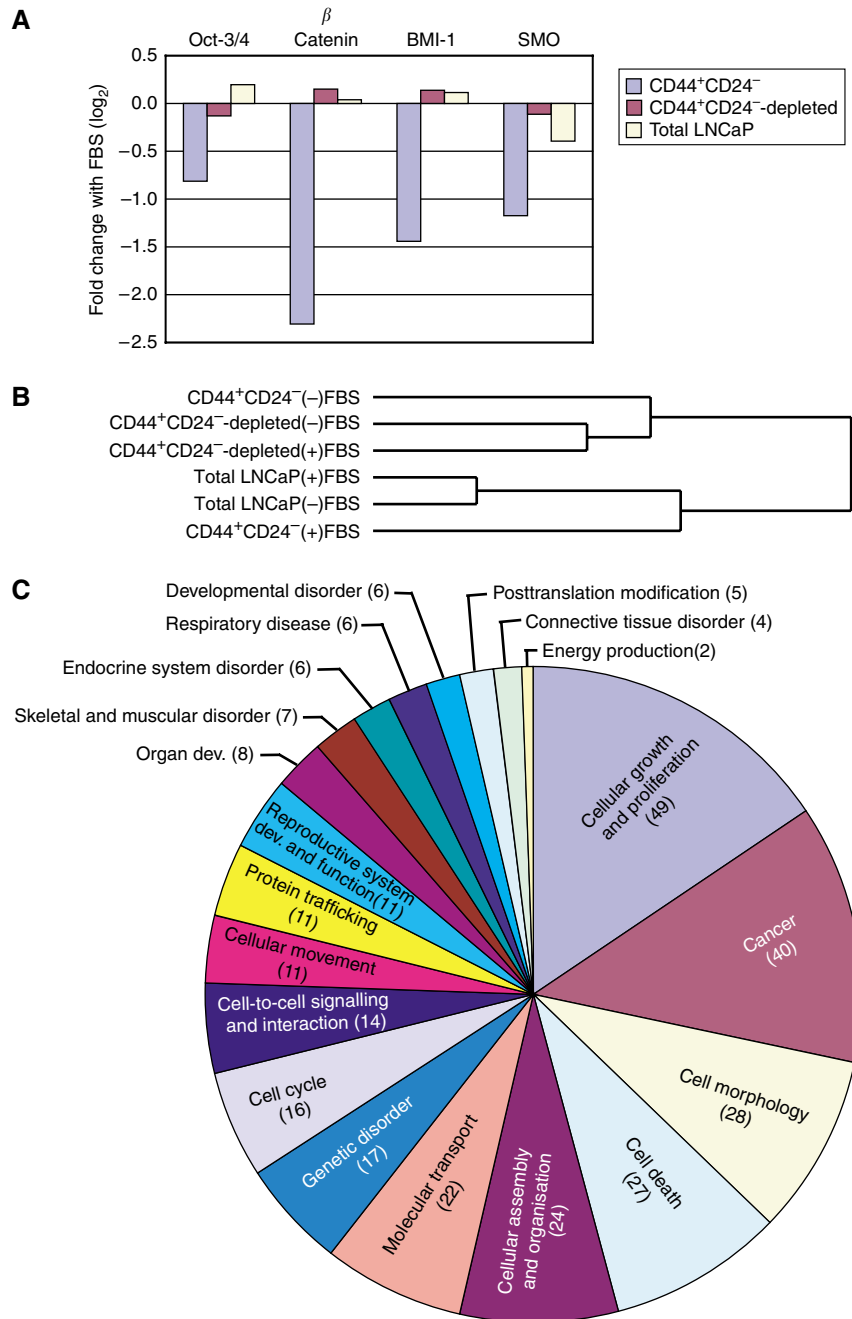 A
β
Oct-3/4 Catenin BMI-1 SMO
0.5
0.0
−0.5
−1.0
−1.5
−2.0
−2.5
Fold change with FBS (log₂)
CD44⁺CD24⁻
CD44⁺CD24⁻-depleted
Total LNCaP
B
CD44⁺CD24⁻(−)FBS
CD44⁺CD24⁻-depleted(−)FBS
CD44⁺CD24⁻-depleted(+)FBS
Total LNCaP(+)FBS
Total LNCaP(−)FBS
CD44⁺CD24⁻(+)FBS
C
Developmental disorder (6)
Respiratory disease (6)
Endocrine system disorder (6)
Skeletal and muscular disorder (7)
Organ dev. (8)
Posttranslation modification (5)
Connective tissue disorder (4)
Energy production(2)
Cellular growth
and proliferation
(49)
Cancer
(40)
Cell morphology
(28)
Cell death
(27)
Cellular assembly
and organisation
(24)
Molecular transport
(22)
Genetic disorder
(17)
Cell cycle
(16)
Cell-to-cell signalling
and interaction (14)
Cellular movement
(11)
Protein trafficking
(11)
Reproductive system
dev. and function(11)